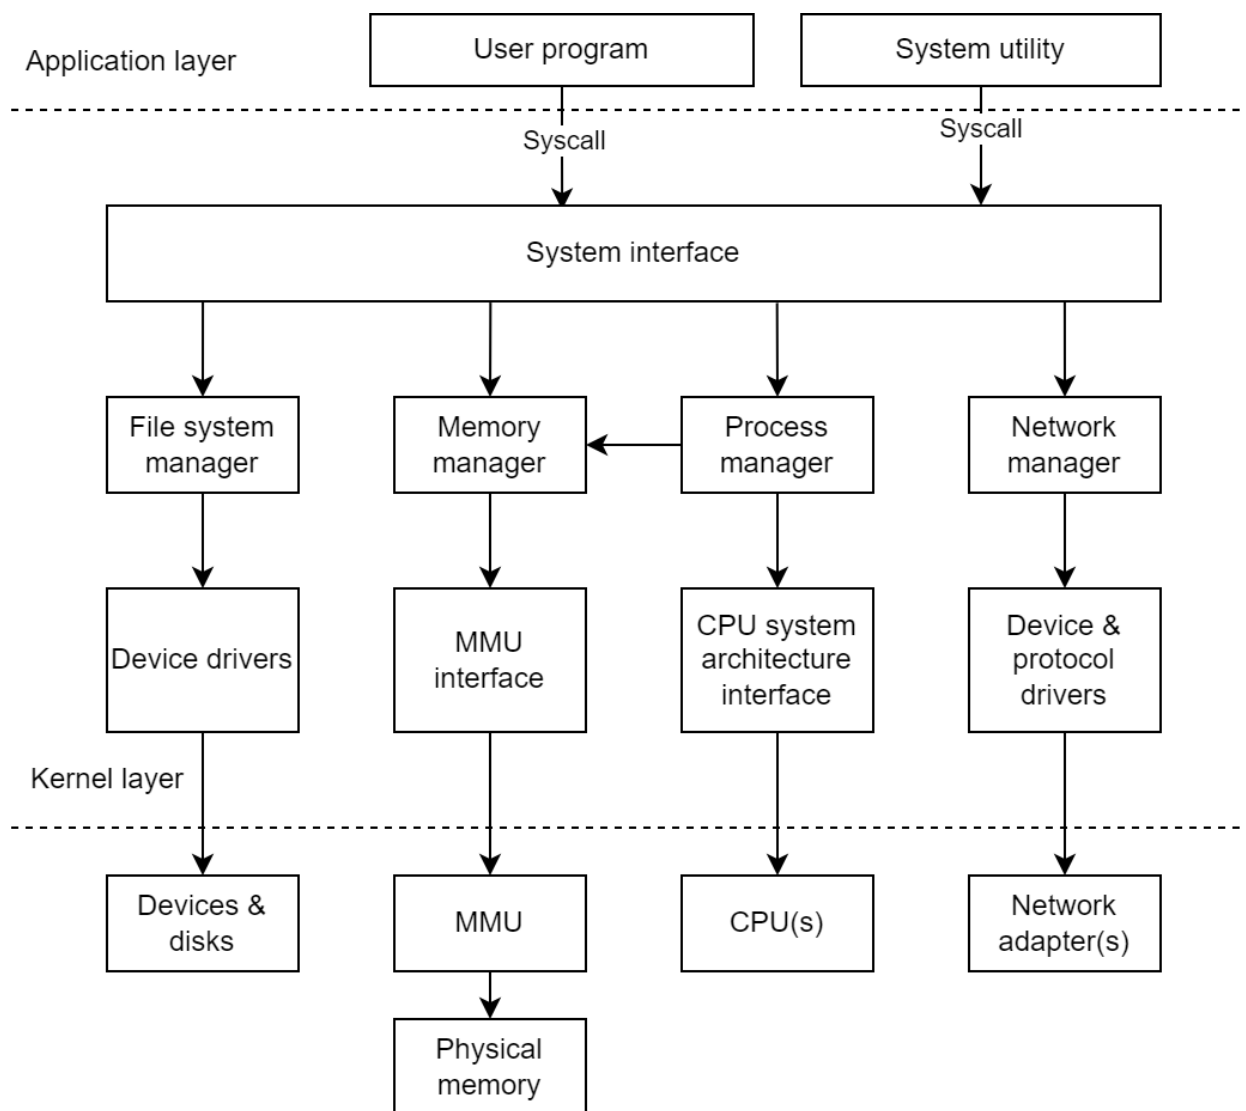 User program
System utility
Application layer
Syscall
Syscall
System interface
File system
manager
Memory
manager
Process
manager
Network
manager
Device drivers
MMU
interface
CPU system
architecture
interface
Device &
protocol
drivers
Kernel layer
Devices &
disks
MMU
CPU(s)
Network
adapter(s)
Physical
memory